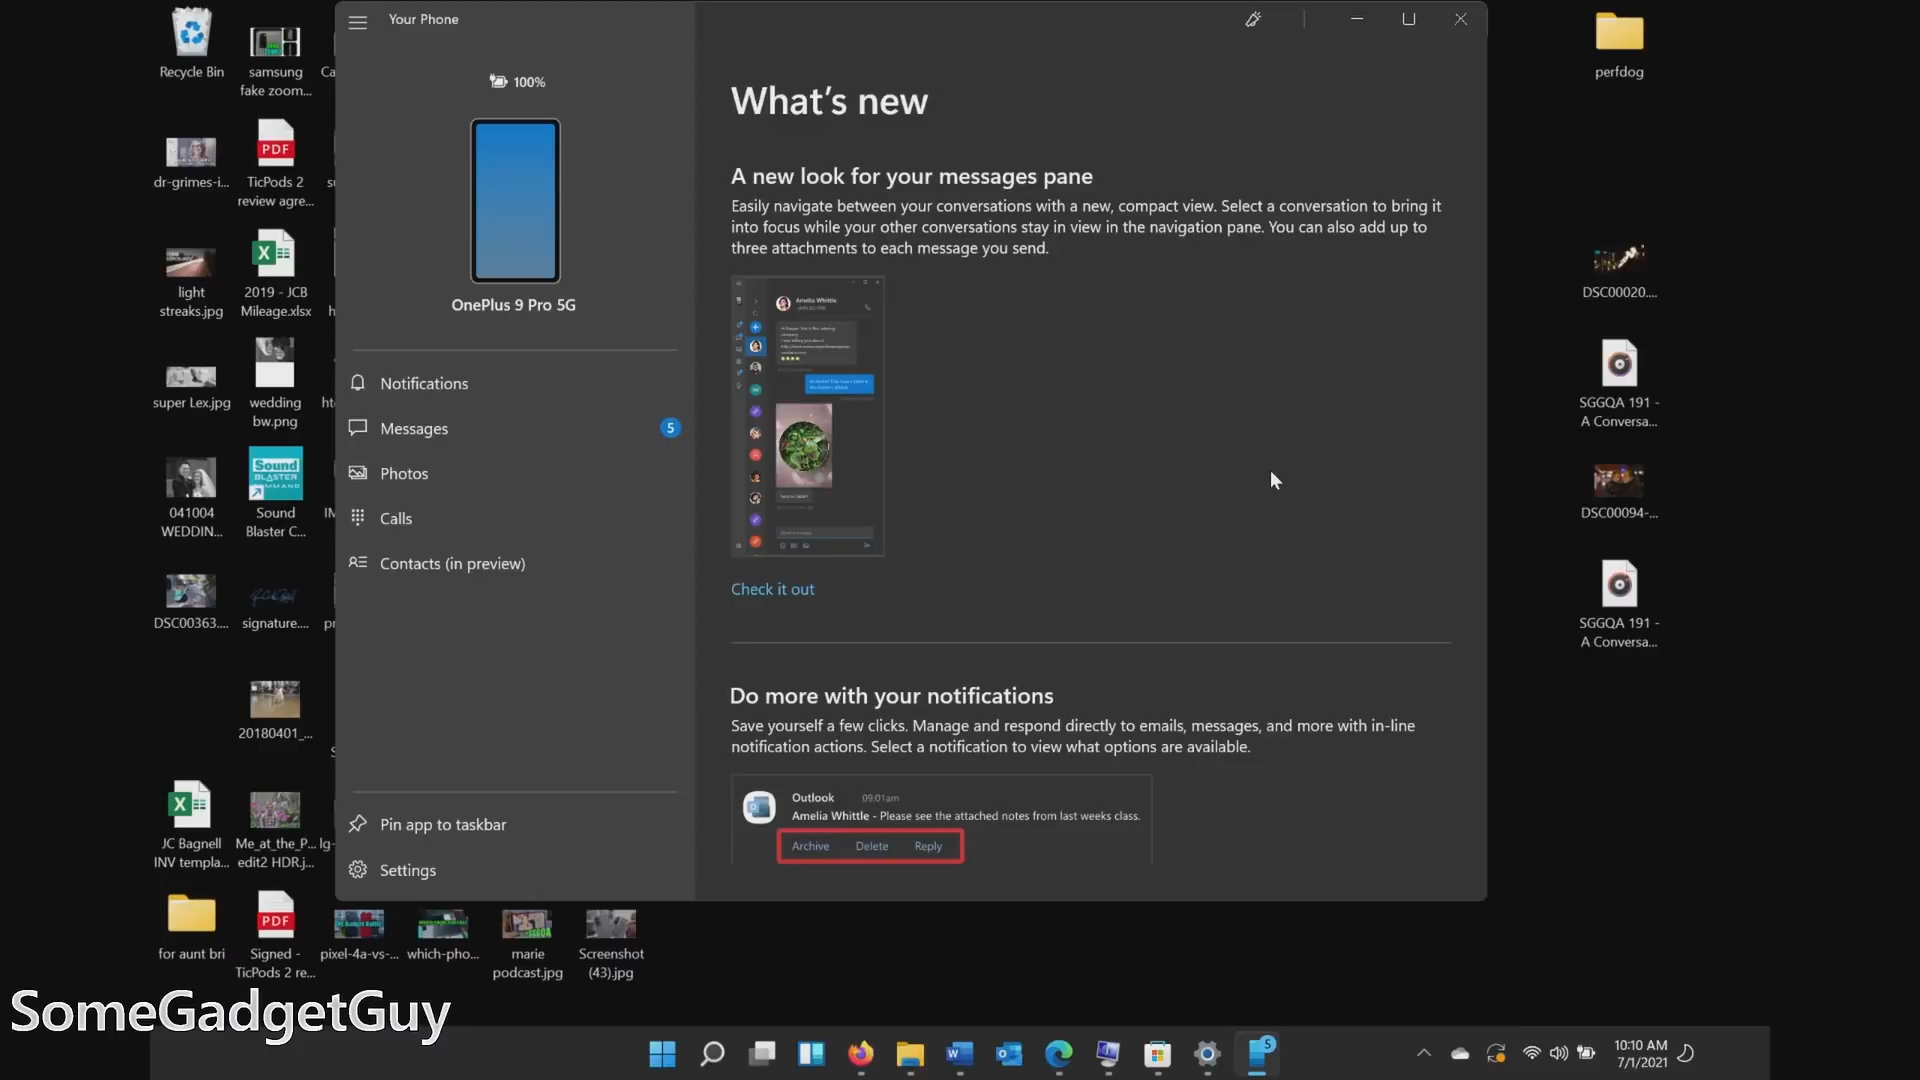 Your Phone
100%
OnePlus 9 Pro 5G
Notifications
Messages
5
Photos
Calls
Contacts (in preview)
Pin app to taskbar
Settings
What's new
A new look for your messages pane
Easily navigate between your conversations with a new, compact view. Select a conversation to bring it
into focus while your other conversations stay in view in the navigation pane. You can also add up to
three attachments to each message you send.
Amelia Whittle
Check it out
Do more with your notifications
Save yourself a few clicks. Manage and respond directly to emails, messages, and more with in-line
notification actions. Select a notification to view what options are available.
Outlook 09:01am
Amelia Whittle - Please see the attached notes from last weeks class.
Archive Delete Reply
Recycle Bin
samsung
fake zoom...
dr-grimes-i...
PDF
TicPods 2
review agre...
light
streaks.jpg
2019 - JCB
Mileage.xlsx
super Lex.jpg
wedding
bw.png
041004
WEDDIN...
Sound
BLASTER
COMMAND
Sound
Blaster C...
DSC00363....
signature....
20180401_...
JC Bagnell
INV templa...
Me_at_the_P...
edit2 HDR.j...
lg-
for aunt bri
PDF
Signed -
TicPods 2 re...
pixel-4a-vs-...
which-pho...
marie
podcast.jpg
Screenshot
(43).jpg
perfdog
DSC00020....
SGGQA 191 -
A Conversa...
DSC00094-...
SGGQA 191 -
A Conversa...
SomeGadgetGuy
5
10:10 AM
7/1/2021